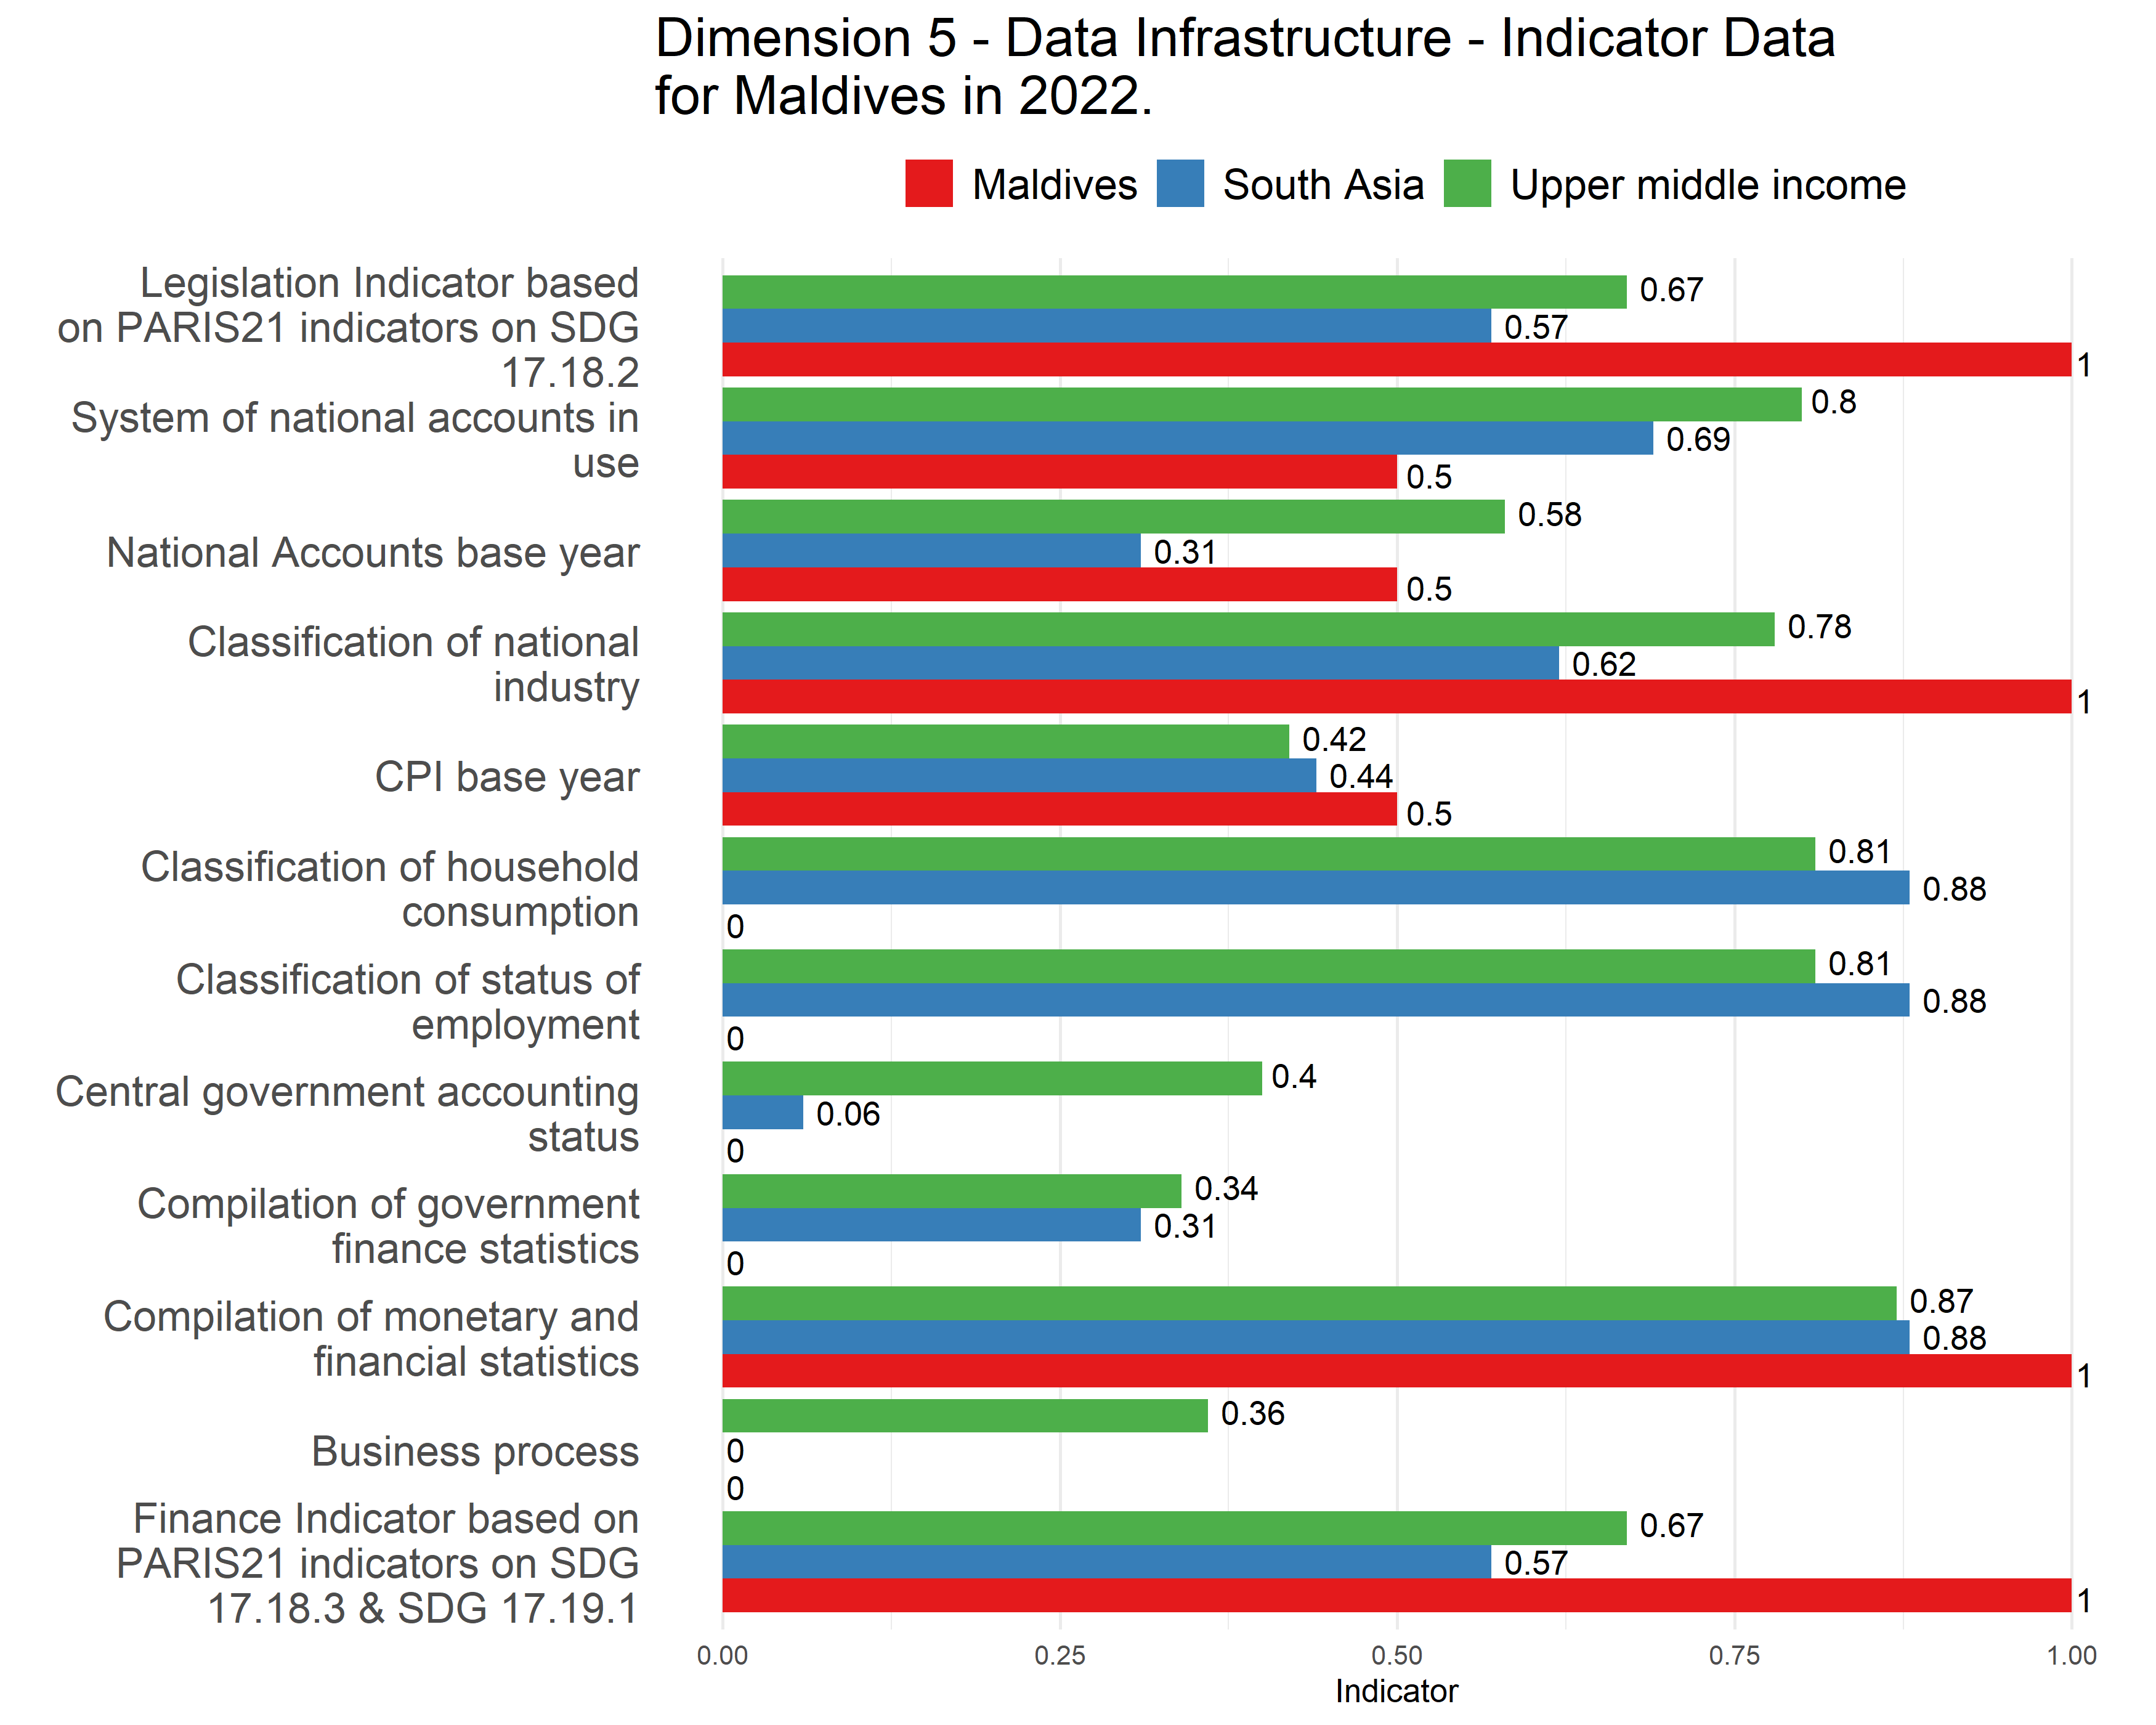 Dimension 5 - Data Infrastructure - Indicator Data
for Maldives in 2022.
Maldives South Asia Upper middle income
Legislation Indicator based
on PARIS21 indicators on SDG
17.18.2
0.67
0.57
1
System of national accounts in
use
0.8
0.69
0.5
National Accounts base year
0.58
0.31
0.5
Classification of national
industry
0.78
0.62
1
CPI base year
0.42
0.44
0.5
Classification of household
consumption
0.81
0.88
0
Classification of status of
employment
0.81
0.88
0
Central government accounting
status
0.4
0.06
0
Compilation of government
finance statistics
0.34
0.31
0
Compilation of monetary and
financial statistics
0.87
0.88
1
Business process
0.36
0
0
Finance Indicator based on
PARIS21 indicators on SDG
17.18.3 & SDG 17.19.1
0.67
0.57
1
0.00 0.25 0.50 0.75 1.00
Indicator